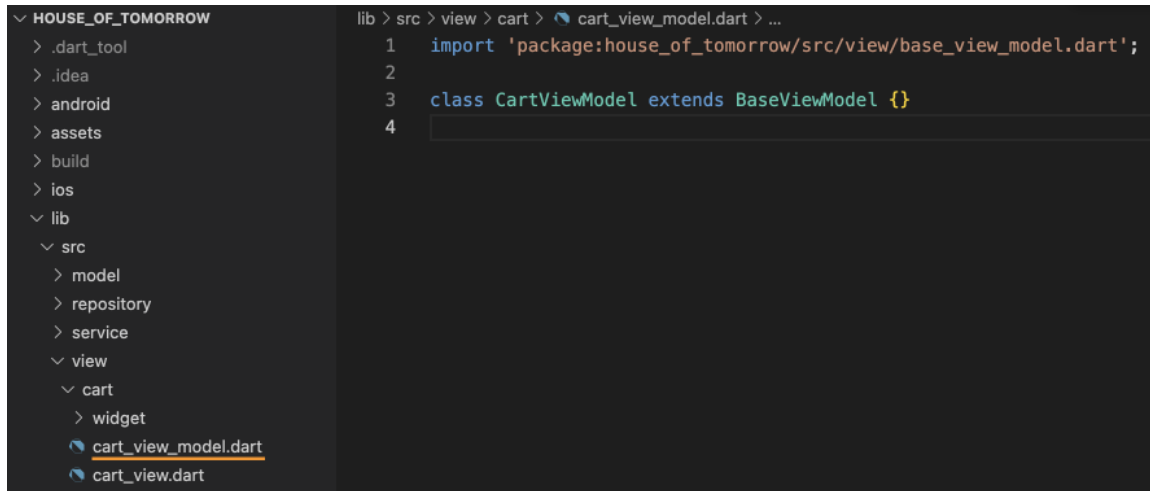 HOUSE_OF_TOMORROW
.dart_tool
.idea
android
assets
build
ios
lib
src
model
repository
service
view
cart
widget
cart_view_model.dart
cart_view.dart
lib > src > view > cart > cart_view_model.dart > ...
1 import 'package:house_of_tomorrow/src/view/base_view_model.dart';
2
3 class CartViewModel extends BaseViewModel {}
4